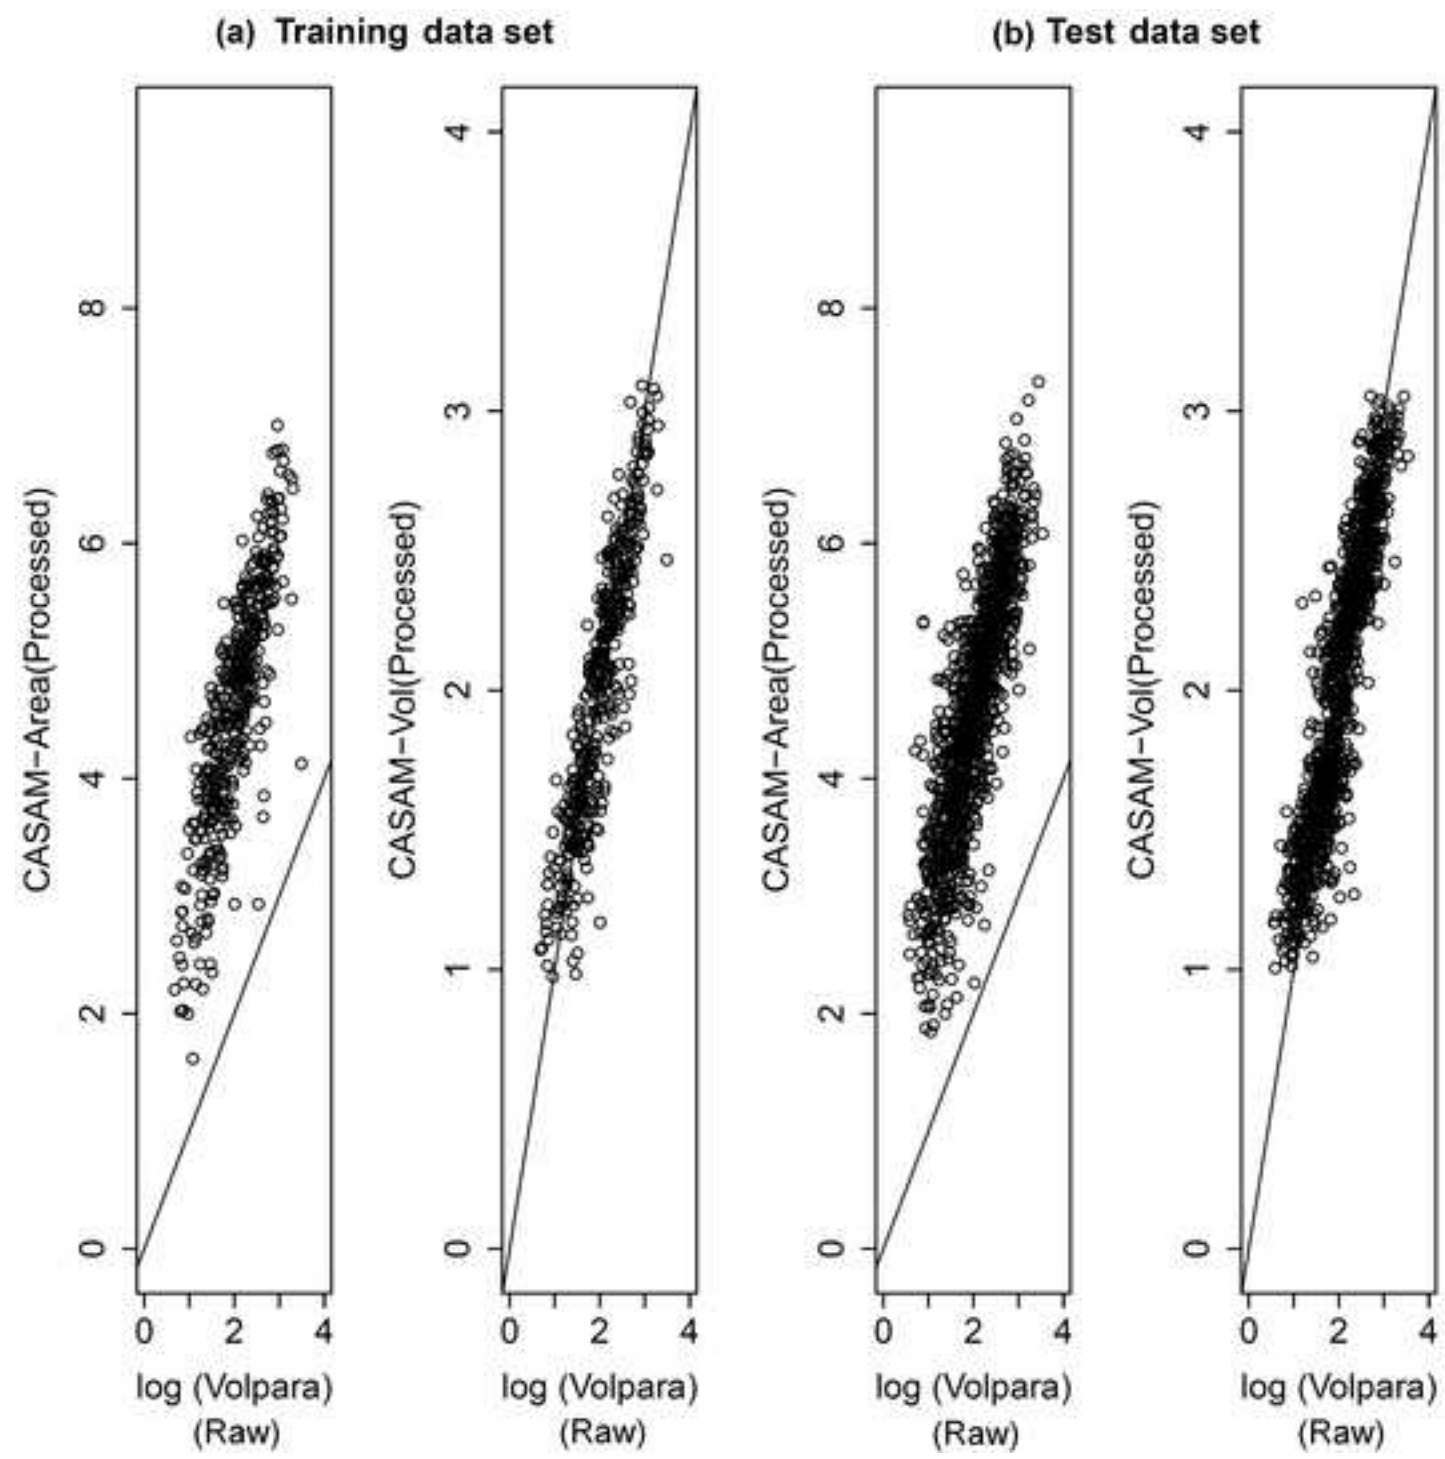 (a) Training data set
(b) Test data set
CASAM−Area(Processed)
8
6
4
2
0
0 2 4
log (Volpara)
(Raw)
CASAM−Vol(Processed)
4
3
2
1
0
0 2 4
log (Volpara)
(Raw)
CASAM−Area(Processed)
8
6
4
2
0
0 2 4
log (Volpara)
(Raw)
CASAM−Vol(Processed)
4
3
2
1
0
0 2 4
log (Volpara)
(Raw)